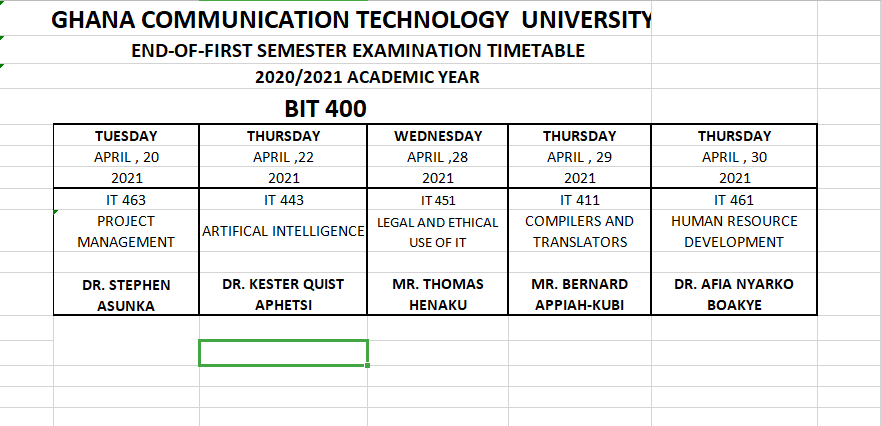 GHANA COMMUNICATION TECHNOLOGY UNIVERSITY
END-OF-FIRST SEMESTER EXAMINATION TIMETABLE
2020/2021 ACADEMIC YEAR
BIT 400
TUESDAY THURSDAY WEDNESDAY THURSDAY THURSDAY
APRIL , 20 APRIL ,22 APRIL ,28 APRIL , 29 APRIL , 30
2021 2021 2021 2021 2021
IT 463 IT 443 IT 451 IT 411 IT 461
PROJECT MANAGEMENT ARTIFICAL INTELLIGENCE LEGAL AND ETHICAL USE OF IT COMPILERS AND TRANSLATORS HUMAN RESOURCE DEVELOPMENT
DR. STEPHEN ASUNKA DR. KESTER QUIST APHETSI MR. THOMAS HENAKU MR. BERNARD APPIAH-KUBI DR. AFIA NYARKO BOAKYE